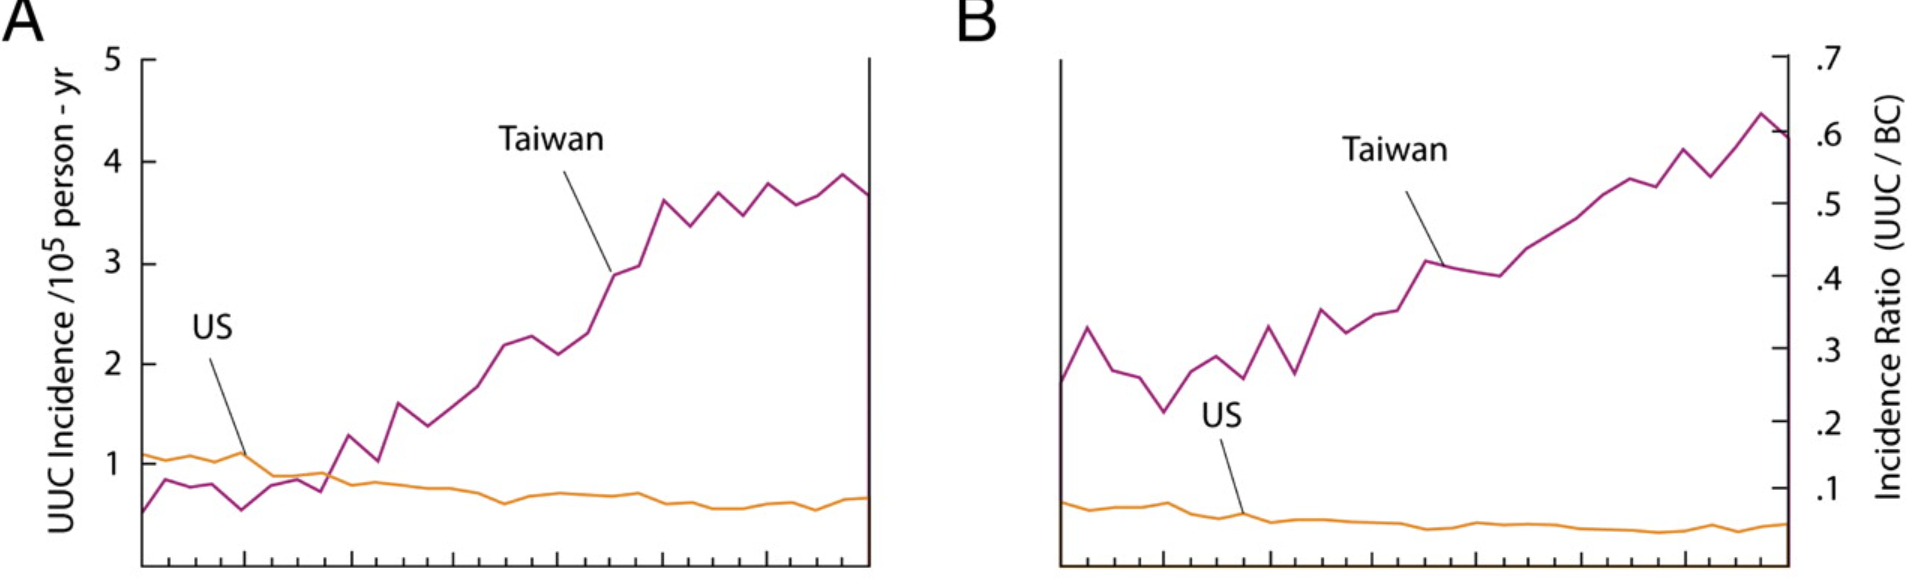 A
B
UUC Incidence /10⁵ person - yr
5
4
3
2
1
Taiwan
US
Taiwan
US
.7
.6
.5
.4
.3
.2
.1
Incidence Ratio (UUC / BC)